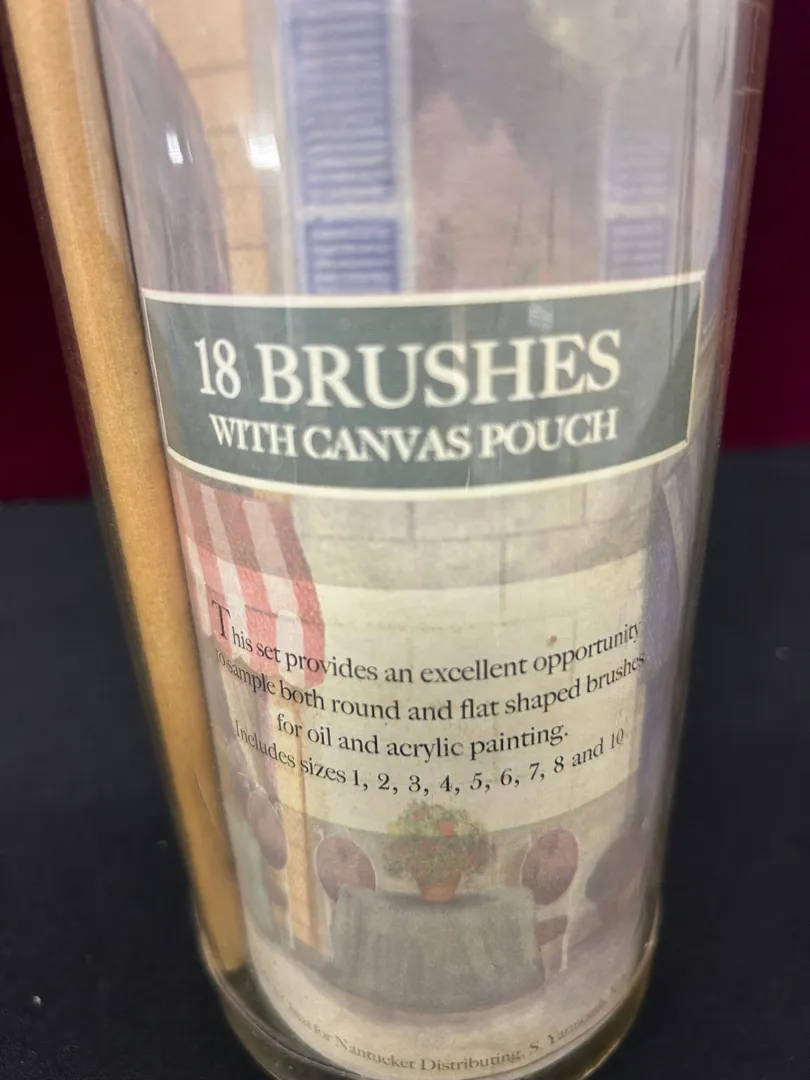 18 BRUSHES
WITH CANVAS POUCH
This set provides an excellent opportunity
to sample both round and flat shaped brushes
for oil and acrylic painting.
Includes sizes 1, 2, 3, 4, 5, 6, 7, 8 and 10
for Nantucket Distributing, S. Yarmouth,